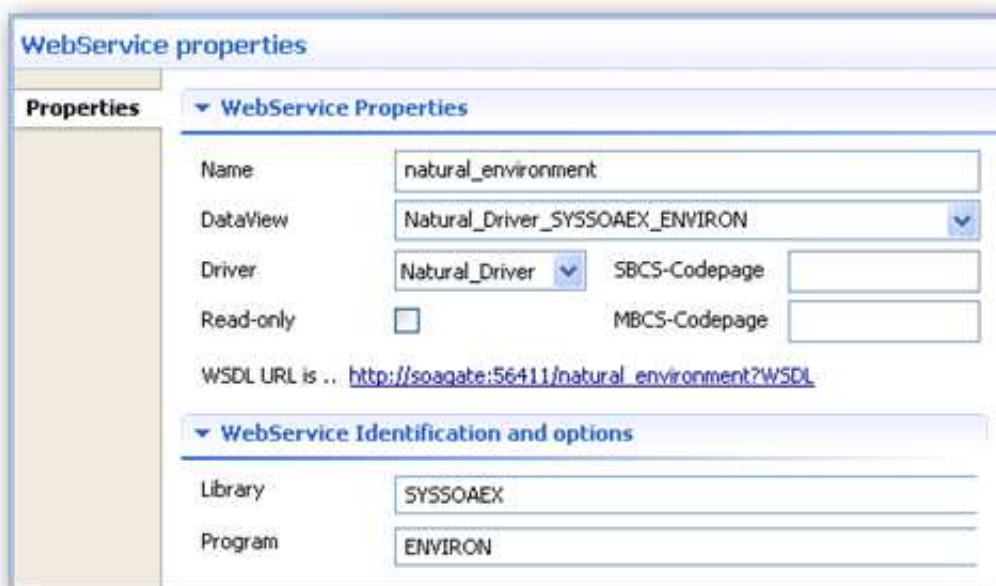 WebService properties
Properties
WebService Properties
Name natural_environment
DataView Natural_Driver_SYSSOAEX_ENVIRON
Driver Natural_Driver SBCS-Codepage
Read-only MBCS-Codepage
WSDL URL is .. http://soagate:56411/natural_environment?WSDL
WebService Identification and options
Library SYSSOAEX
Program ENVIRON